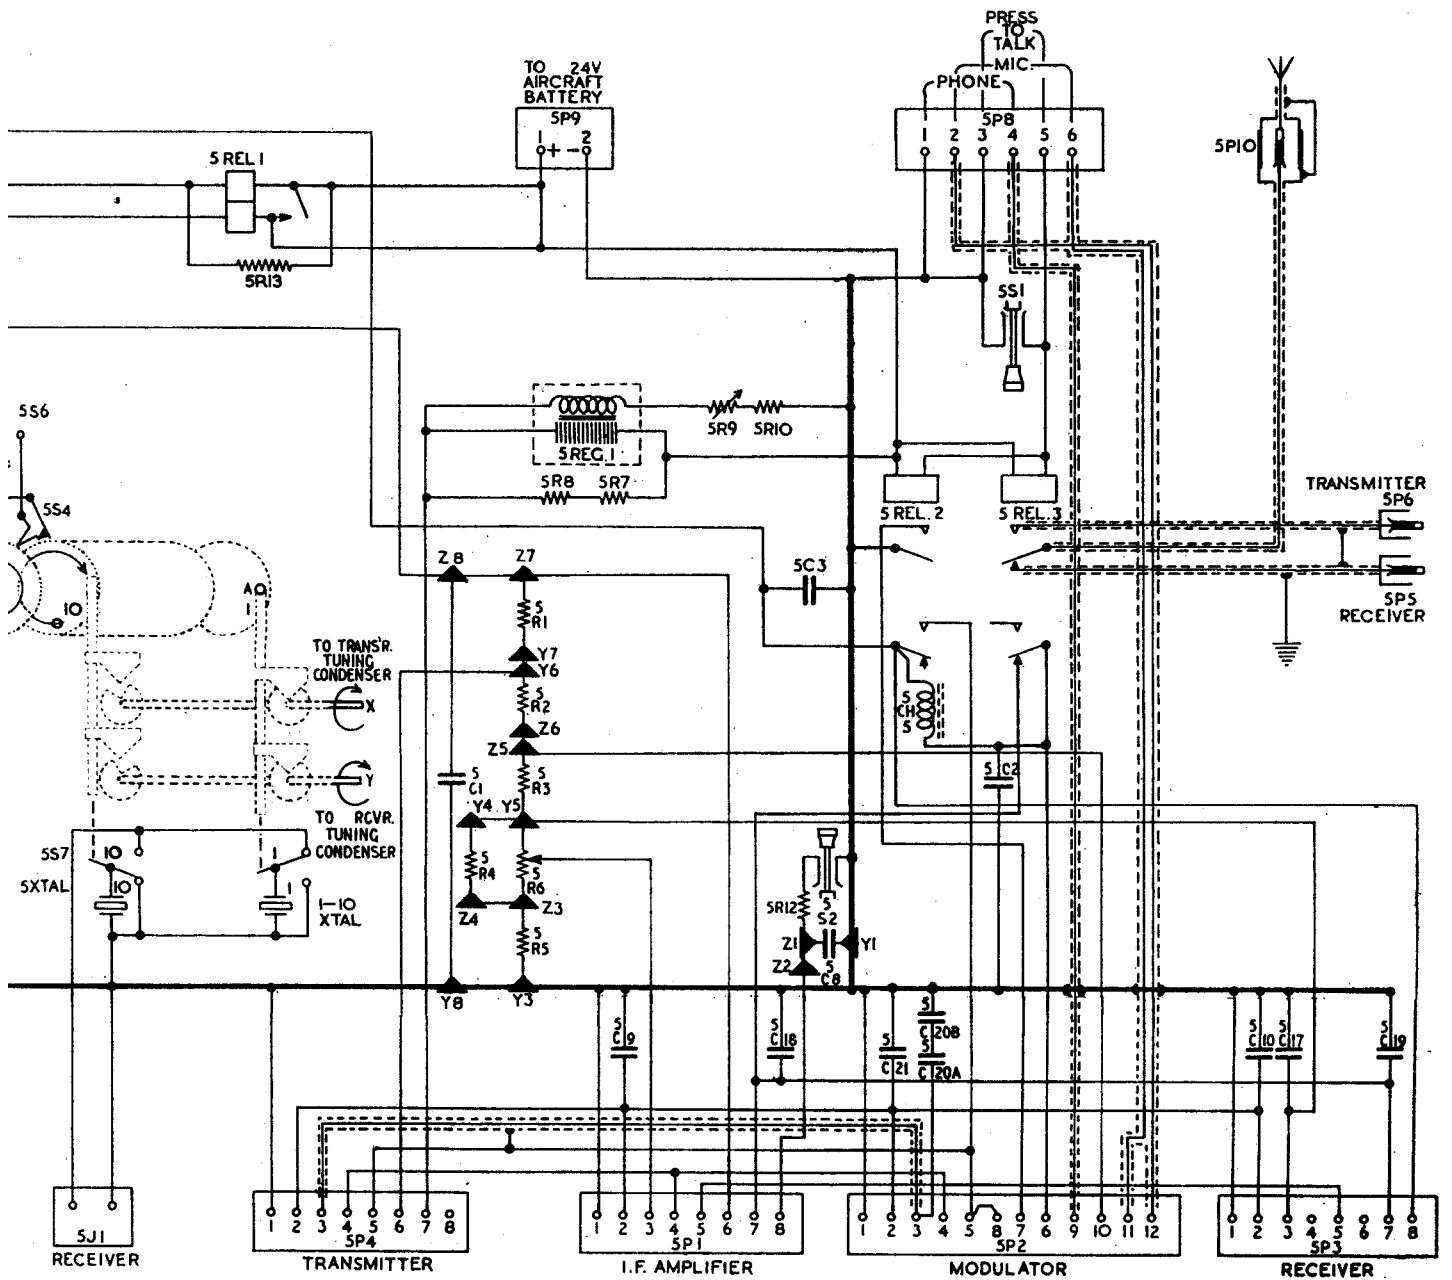 PRESS
TO
TALK
MIC.
PHONE
5P8
1 2 3 4 5 6
TO 24V
AIRCRAFT
BATTERY
5P9
1 2
+ -
5P10
5 REL 1
5R13
5S1
5S6
5S4
5R9 5R10
5 REG.1
5R8 5R7
5 REL.2
5 REL.3
TRANSMITTER
5P6
5P5
RECEIVER
Z8
Z7
5C3
5
R1
A
1
10
Y7
Y6
TO TRANS'R.
TUNING
CONDENSER
X
5
R2
Z6
Z5
5
CH
5
Y
TO RCVR.
TUNING
CONDENSER
5
C1
5
R3
5 C2
Y4 Y5
5S7
10
1
5XTAL
10
1
1-10
XTAL
5
R4
5
R6
Z4
Z3
5
R5
5R12
5
S2
Z1
Y1
Z2
5
C8
Y8
Y3
5
C 9
5
C 18
5
C 21
5
C 20B
5
C 20A
5
C 10
5
C 17
5
C 19
5J1
RECEIVER
1 2 3 4 5 6 7 8
5P4
TRANSMITTER
1 2 3 4 5 6 7 8
5P1
I.F. AMPLIFIER
1 2 3 4 5 8 7 6 9 10 11 12
5P2
MODULATOR
1 2 3 4 5 6 7 8
5P3
RECEIVER